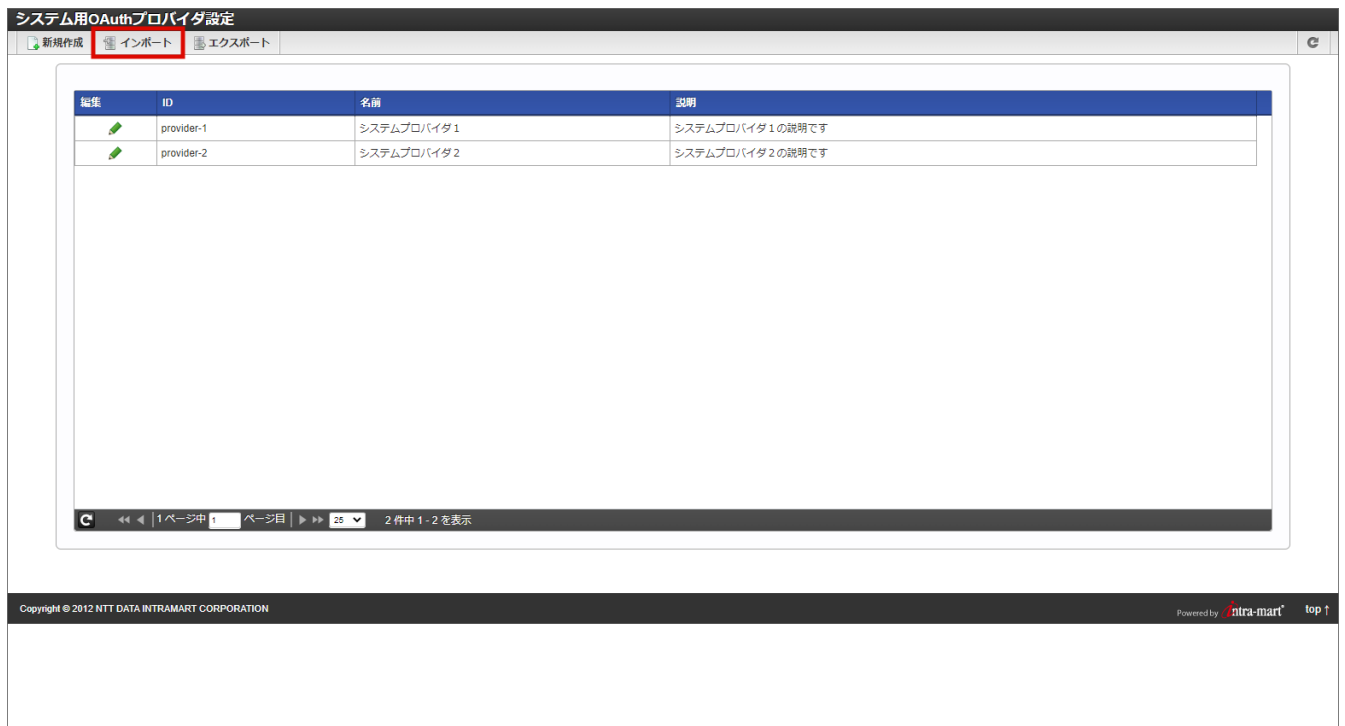 システム用OAuthプロバイダ設定
新規作成 インポート エクスポート
編集 ID 名前 説明
provider-1 システムプロバイダ1 システムプロバイダ1の説明です
provider-2 システムプロバイダ2 システムプロバイダ2の説明です
1 ページ中 1 ページ目 25 2 件中 1 - 2 を表示
Copyright © 2012 NTT DATA INTRAMART CORPORATION
Powered by intra-mart® top ↑